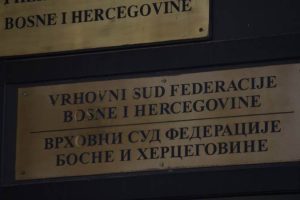 BOSNE I HERCEGOVINE
VRHOVNI SUD FEDERACIJE
BOSNE I HERCEGOVINE
ВРХОВНИ СУД ФЕДЕРАЦИЈЕ
БОСНЕ И ХЕРЦЕГОВИНЕ